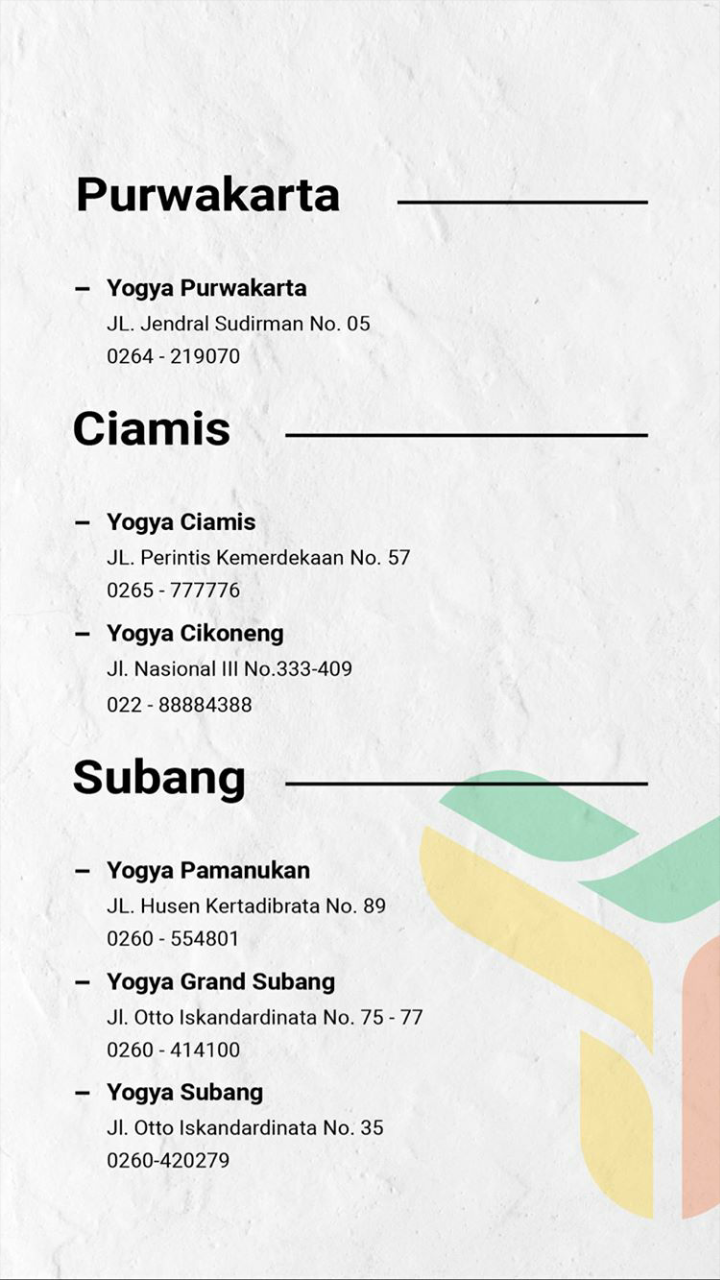 Purwakarta
– Yogya Purwakarta
JL. Jendral Sudirman No. 05
0264 - 219070
Ciamis
– Yogya Ciamis
JL. Perintis Kemerdekaan No. 57
0265 - 777776
– Yogya Cikoneng
Jl. Nasional III No.333-409
022 - 88884388
Subang
– Yogya Pamanukan
JL. Husen Kertadibrata No. 89
0260 - 554801
– Yogya Grand Subang
Jl. Otto Iskandardinata No. 75 - 77
0260 - 414100
– Yogya Subang
Jl. Otto Iskandardinata No. 35
0260-420279